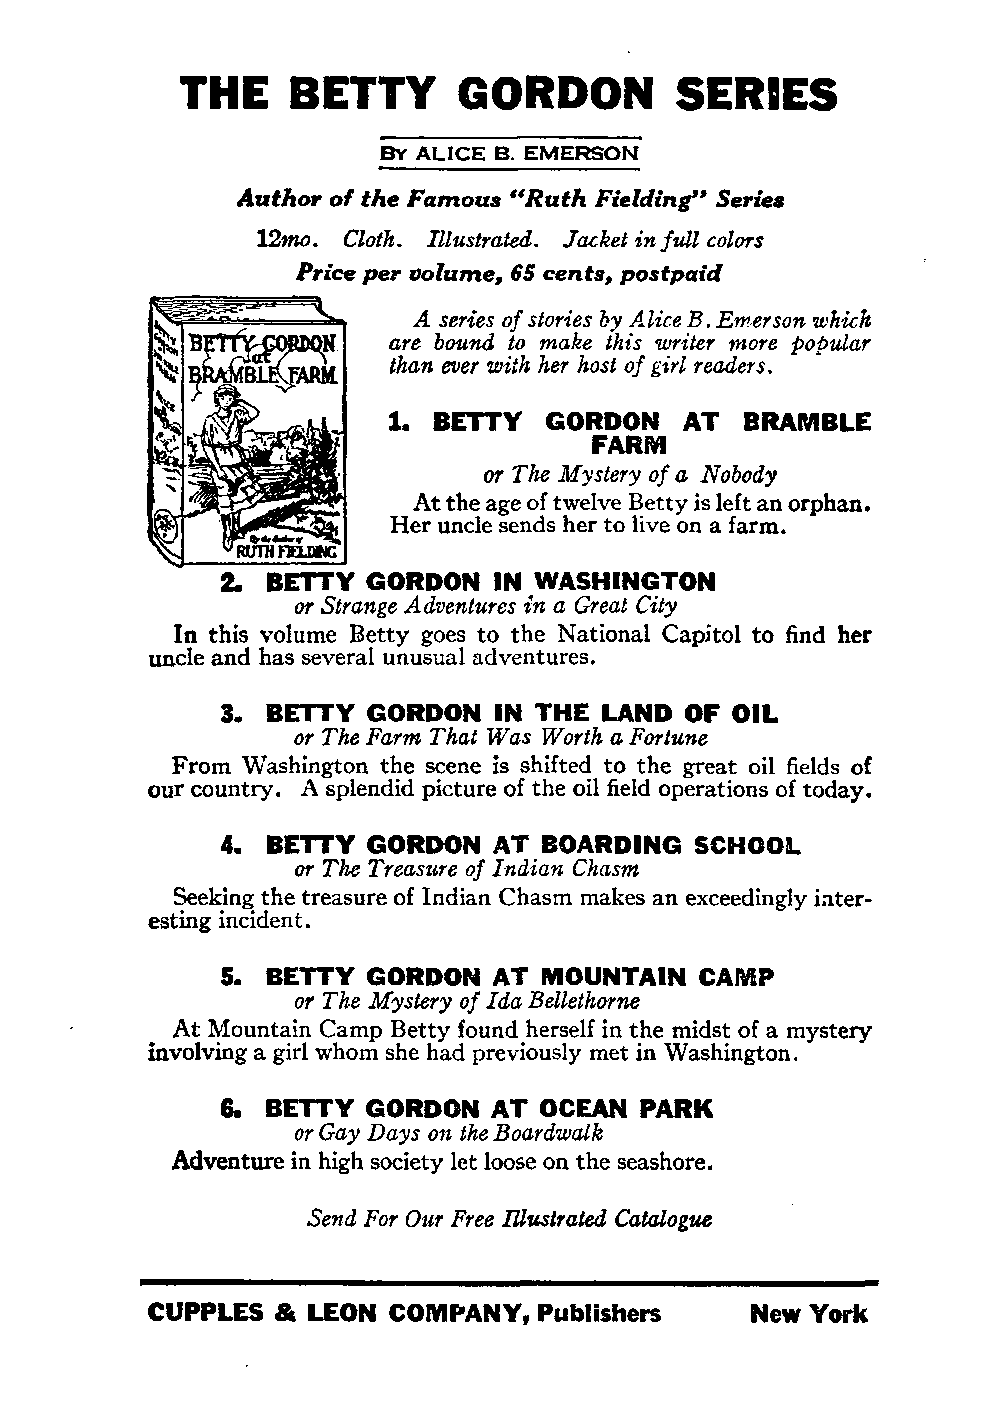 THE BETTY GORDON SERIES
BY ALICE B. EMERSON
Author of the Famous "Ruth Fielding" Series
12mo. Cloth. Illustrated. Jacket in full colors
Price per volume, 65 cents, postpaid
BETTY GORDON
at
BRAMBLE FARM
By the Author of
RUTH FIELDING
A series of stories by Alice B. Emerson which
are bound to make this writer more popular
than ever with her host of girl readers.
1. BETTY GORDON AT BRAMBLE
FARM
or The Mystery of a Nobody
At the age of twelve Betty is left an orphan.
Her uncle sends her to live on a farm.
2. BETTY GORDON IN WASHINGTON
or Strange Adventures in a Great City
In this volume Betty goes to the National Capitol to find her
uncle and has several unusual adventures.
3. BETTY GORDON IN THE LAND OF OIL
or The Farm That Was Worth a Fortune
From Washington the scene is shifted to the great oil fields of
our country. A splendid picture of the oil field operations of today.
4. BETTY GORDON AT BOARDING SCHOOL
or The Treasure of Indian Chasm
Seeking the treasure of Indian Chasm makes an exceedingly inter-
esting incident.
5. BETTY GORDON AT MOUNTAIN CAMP
or The Mystery of Ida Bellethorne
At Mountain Camp Betty found herself in the midst of a mystery
involving a girl whom she had previously met in Washington.
6. BETTY GORDON AT OCEAN PARK
or Gay Days on the Boardwalk
Adventure in high society let loose on the seashore.
Send For Our Free Illustrated Catalogue
CUPPLES & LEON COMPANY, Publishers New York